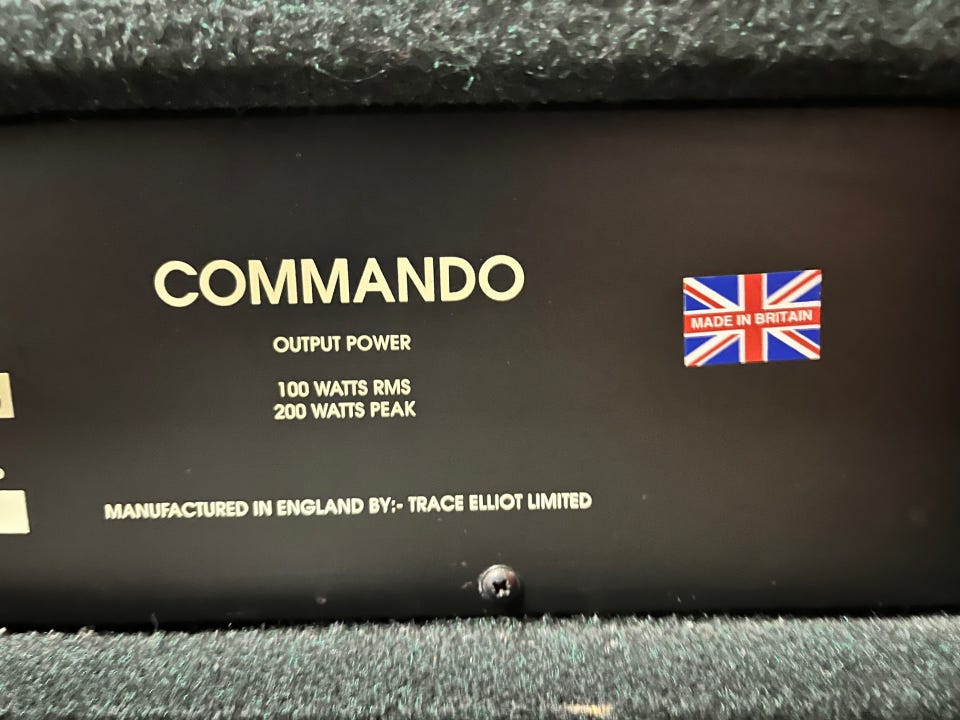 COMMANDO
MADE IN BRITAIN
OUTPUT POWER
100 WATTS RMS
200 WATTS PEAK
MANUFACTURED IN ENGLAND BY:- TRACE ELLIOT LIMITED